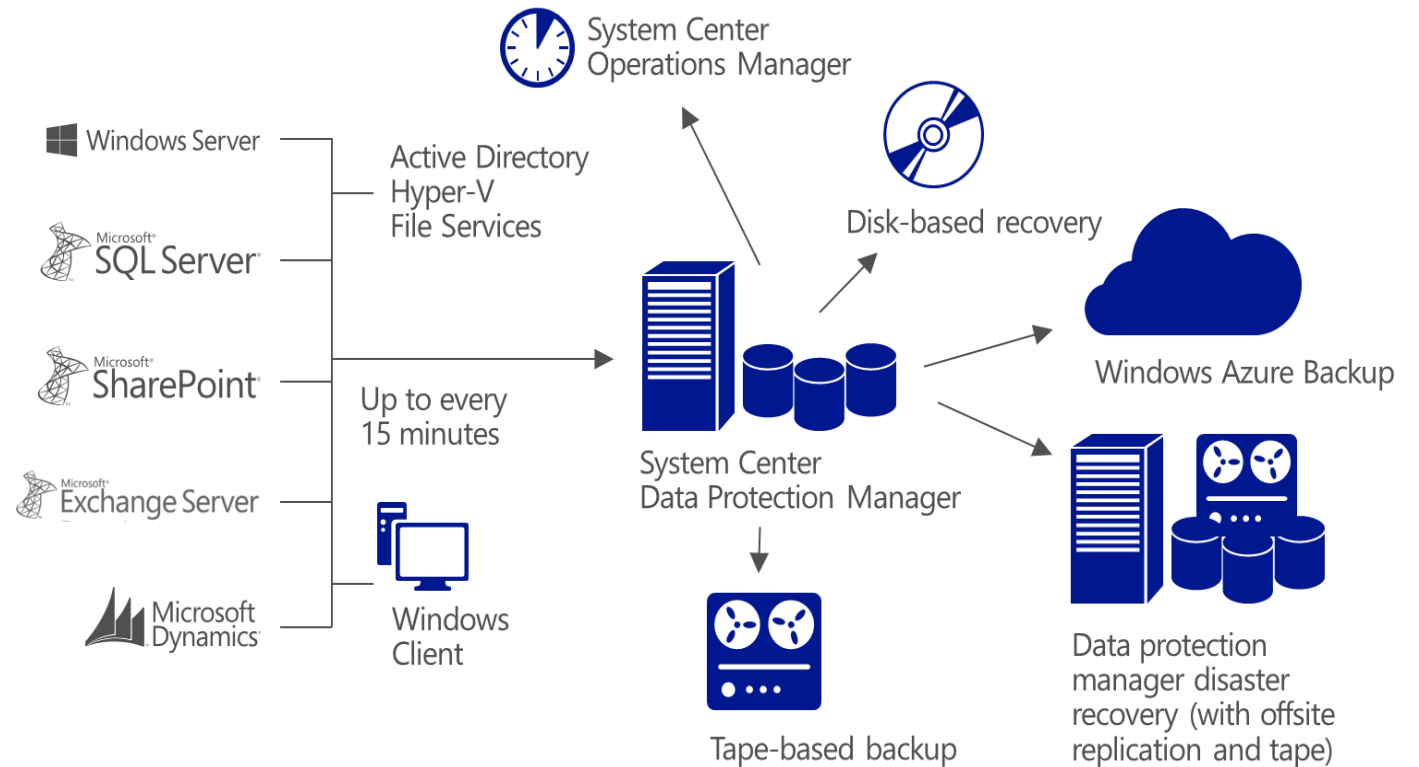 System Center
Operations Manager
Windows Server
Active Directory
Hyper-V
File Services
Disk-based recovery
Microsoft®
SQL Server®
Microsoft®
SharePoint®
Up to every
15 minutes
Windows Azure Backup
System Center
Data Protection Manager
Microsoft®
Exchange Server
Windows
Client
Microsoft
Dynamics®
Tape-based backup
Data protection
manager disaster
recovery (with offsite
replication and tape)